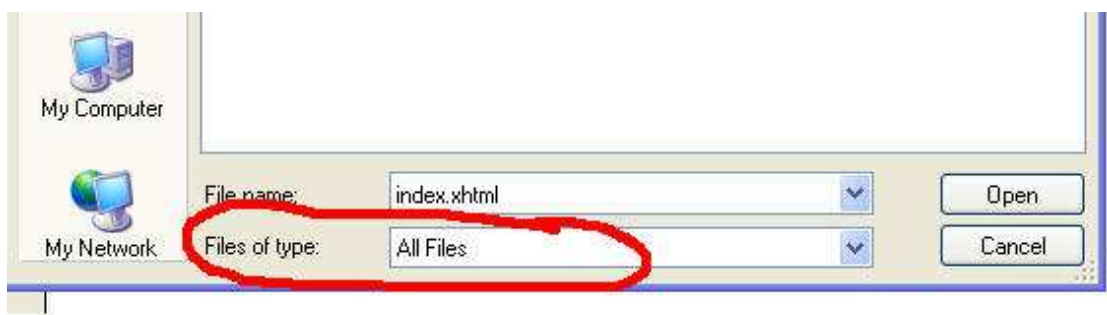 My Computer
File name:
index.xhtml
Open
My Network
Files of type:
All Files
Cancel